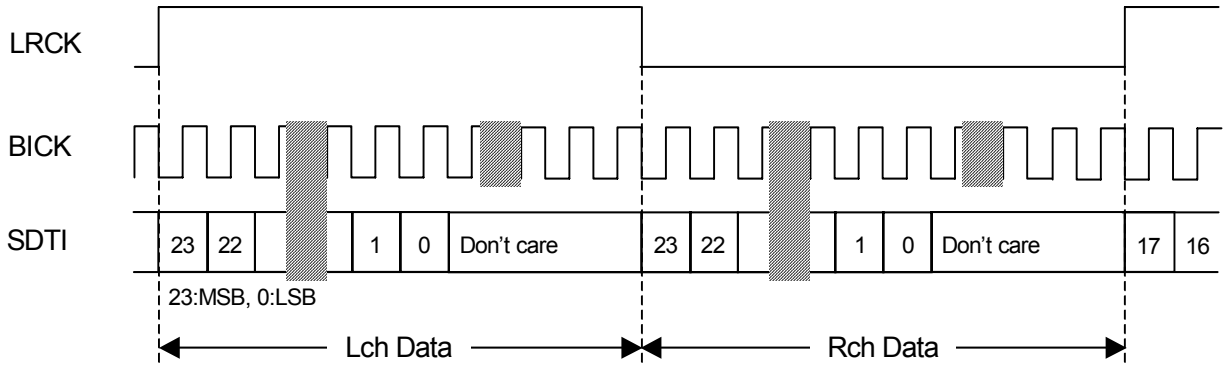 LRCK
BICK
SDTI
23 22 1 0 Don't care 23 22 1 0 Don't care 17 16
23:MSB, 0:LSB
Lch Data Rch Data